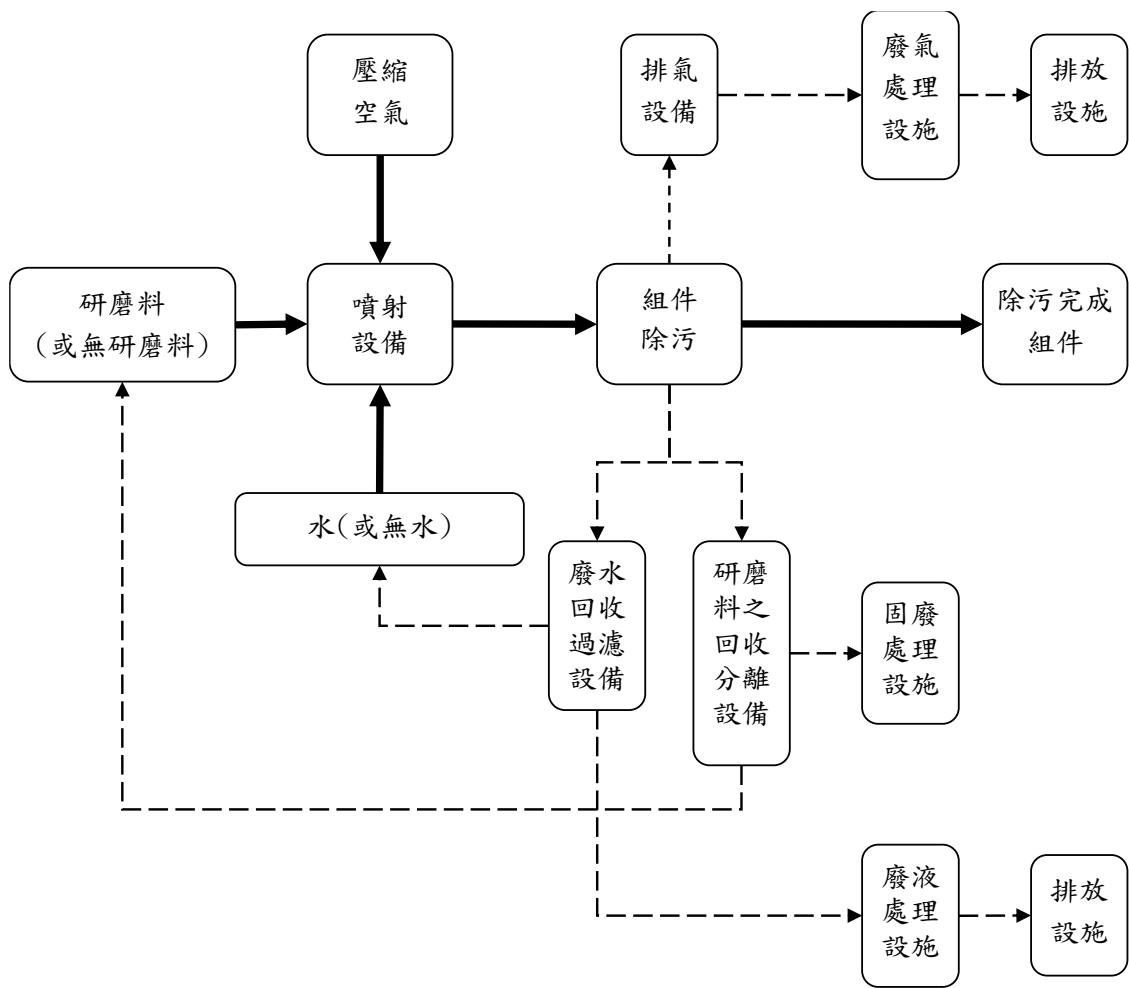 壓縮
空氣
排氣
設備
廢氣
處理
設施
排放
設施
研磨料
(或無研磨料)
噴射
設備
組件
除污
除污完成
組件
水(或無水)
廢水
回收
過濾
設備
研磨
料之
回收
分離
設備
固廢
處理
設施
廢液
處理
設施
排放
設施